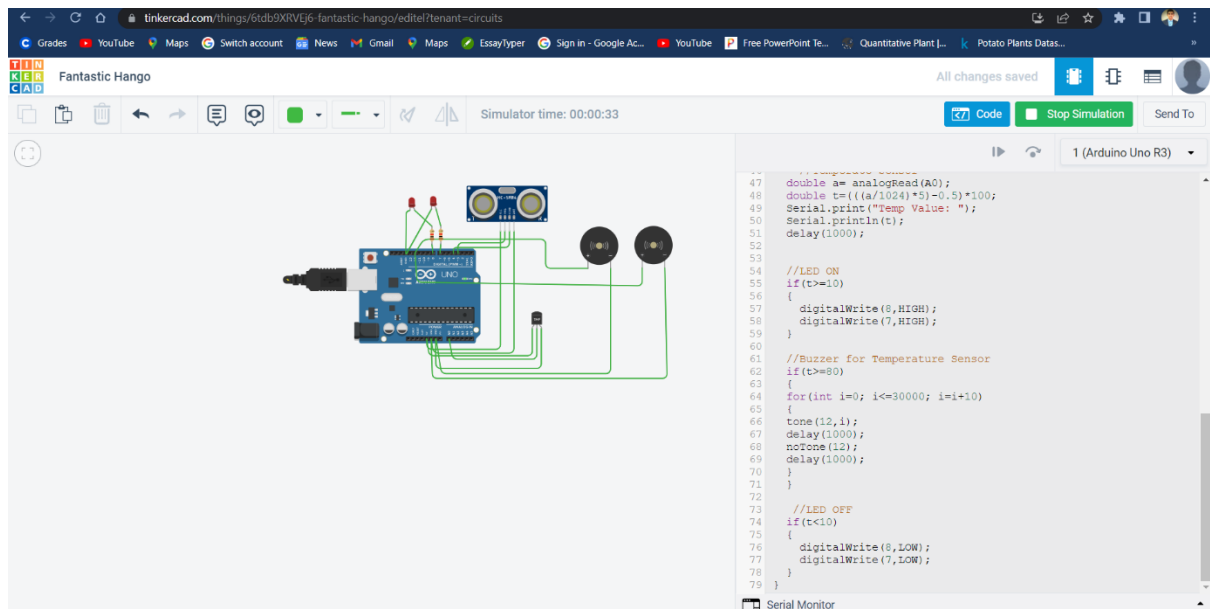 tinkercad.com/things/6tdb9XRVEj6-fantastic-hango/editel?tenant=circuits
Grades YouTube Maps Switch account News Gmail Maps EssayTyper Sign in - Google Ac... YouTube Free PowerPoint Te... Quantitative Plant |... Potato Plants Datas... »
TIN
KER
CAD
Fantastic Hango
All changes saved
Simulator time: 00:00:33
Code
Stop Simulation
Send To
1 (Arduino Uno R3)
47 double a= analogRead(A0);
48 double t=(((a/1024)*5)-0.5)*100;
49 Serial.print("Temp Value: ");
50 Serial.println(t);
51 delay(1000);
52
53
54 //LED ON
55 if(t>=10)
56 {
57 digitalWrite(8,HIGH);
58 digitalWrite(7,HIGH);
59 }
60
61 //Buzzer for Temperature Sensor
62 if(t>=80)
63 {
64 for(int i=0; i<=30000; i=i+10)
65 {
66 tone(12,i);
67 delay(1000);
68 noTone(12);
69 delay(1000);
70 }
71 }
72
73 //LED OFF
74 if(t<10)
75 {
76 digitalWrite(8,LOW);
77 digitalWrite(7,LOW);
78 }
79 }
UNO
Serial Monitor